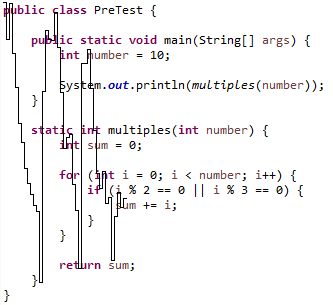 public class PreTest {
public static void main(String[] args) {
int number = 10;
System.out.println(multiples(number));
}
static int multiples(int number) {
int sum = 0;
for (int i = 0; i < number; i++) {
if (i % 2 == 0 || i % 3 == 0) {
sum += i;
}
}
return sum;
}
}